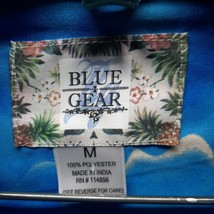 BLUE
GEAR
M
100% POLYESTER
MADE IN INDIA
RN # 114856
(SEE REVERSE FOR CARE)